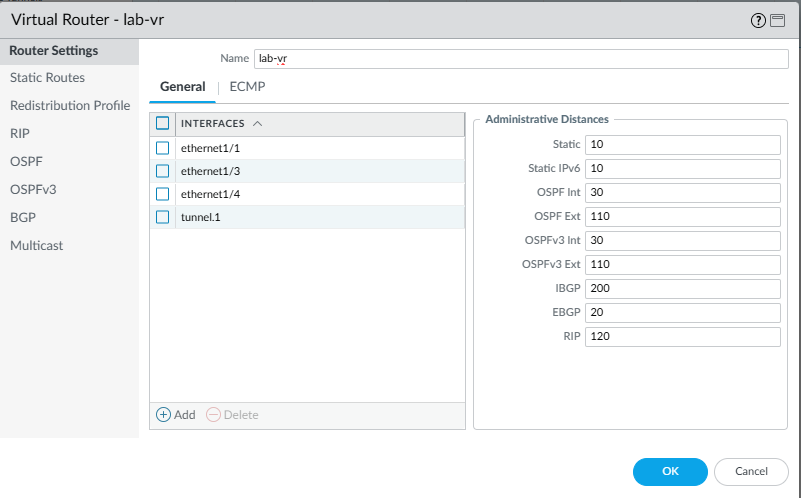 Virtual Router - lab-vr
Router Settings
Static Routes
Redistribution Profile
RIP
OSPF
OSPFv3
BGP
Multicast
Name lab-vr
General ECMP
INTERFACES
ethernet1/1
ethernet1/3
ethernet1/4
tunnel.1
Add Delete
Administrative Distances
Static 10
Static IPv6 10
OSPF Int 30
OSPF Ext 110
OSPFv3 Int 30
OSPFv3 Ext 110
IBGP 200
EBGP 20
RIP 120
OK Cancel